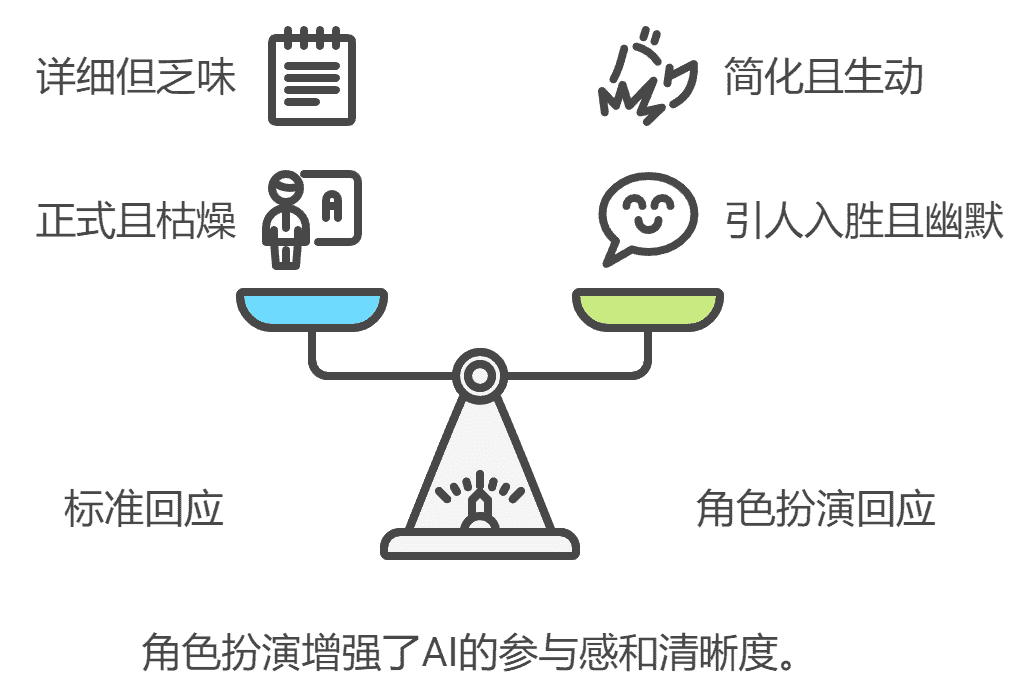 详细但乏味
简化且生动
正式且枯燥
A
引人入胜且幽默
标准回应
角色扮演回应
角色扮演增强了AI的参与感和清晰度。